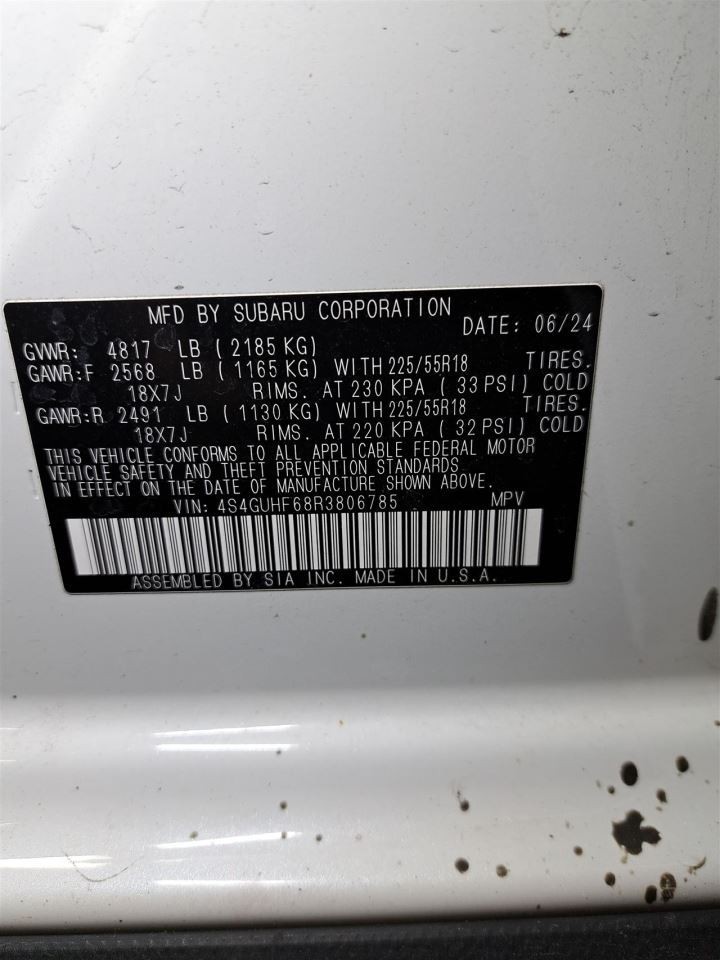 MFD BY SUBARU CORPORATION
DATE: 06/24
GVWR: 4817 LB ( 2185 KG)
GAWR:F 2568 LB ( 1165 KG) WITH 225/55R18 TIRES.
18X7J RIMS. AT 230 KPA ( 33 PSI) COLD
GAWR:R 2491 LB ( 1130 KG) WITH 225/55R18 TIRES.
18X7J RIMS. AT 220 KPA ( 32 PSI) COLD
THIS VEHICLE CONFORMS TO ALL APPLICABLE FEDERAL MOTOR
VEHICLE SAFETY AND THEFT PREVENTION STANDARDS
IN EFFECT ON THE DATE OF MANUFACTURE SHOWN ABOVE.
VIN: 4S4GUHF68R3806785 MPV
ASSEMBLED BY SIA INC. MADE IN U.S.A.